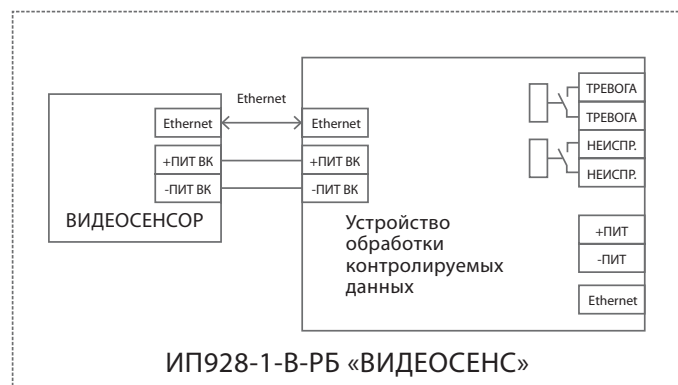 Ethernet
ТРЕВОГА
ТРЕВОГА
Ethernet
Ethernet
НЕИСПР.
НЕИСПР.
+ПИТ ВК
+ПИТ ВК
-ПИТ ВК
-ПИТ ВК
ВИДЕОСЕНСОР
Устройство
обработки
контролируемых
данных
+ПИТ
-ПИТ
Ethernet
ИП928-1-В-РБ «ВИДЕОСЕНС»